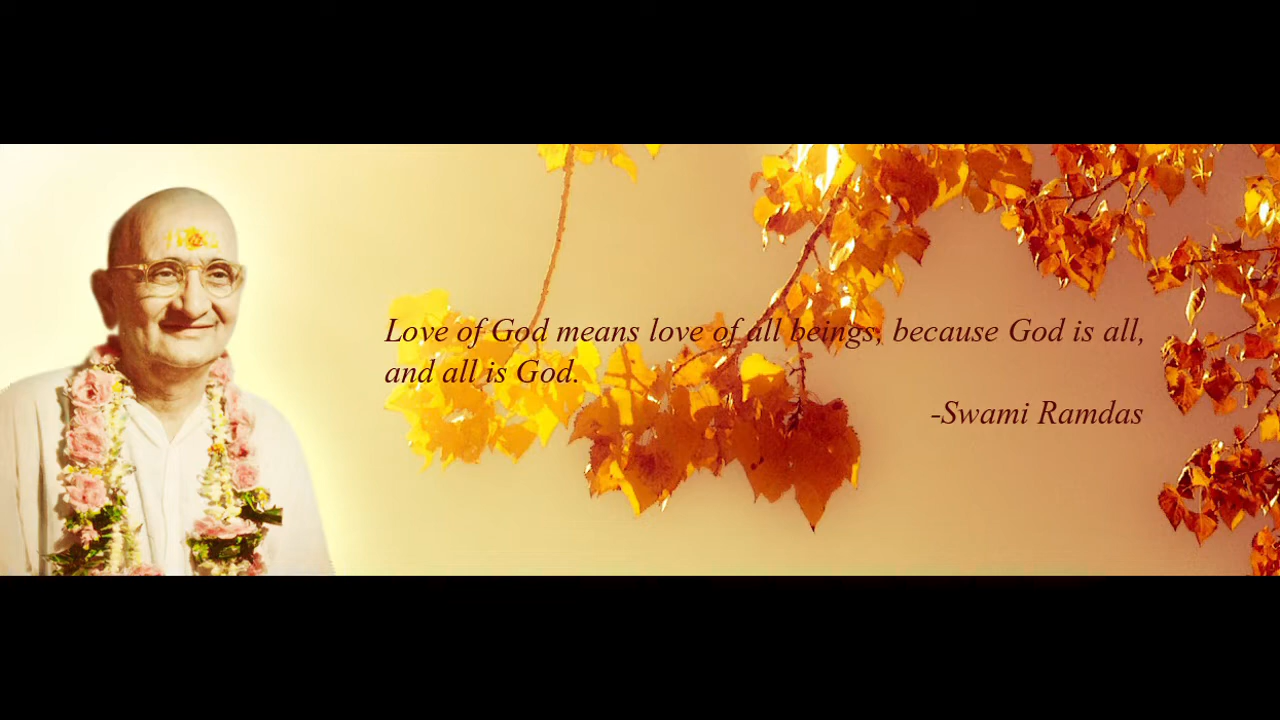 Love of God means love of all beings, because God is all,
and all is God.
-Swami Ramdas